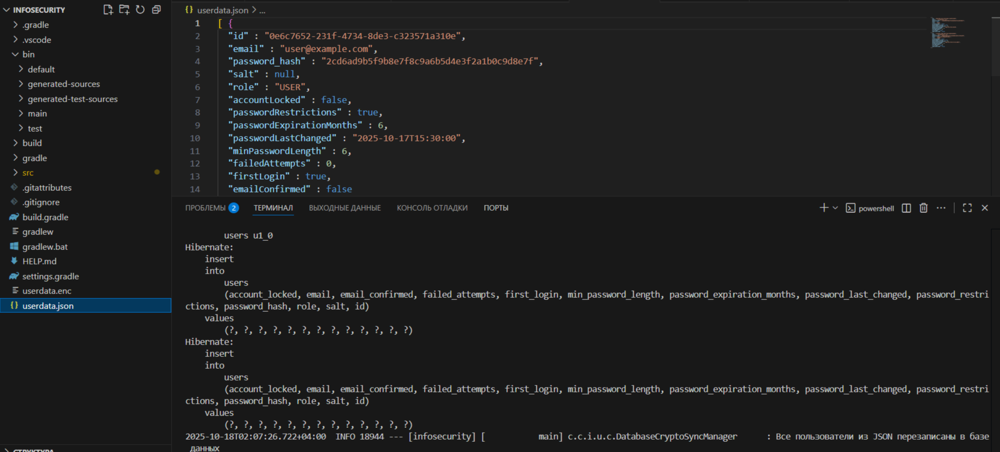 INFOSECURITY
.gradle
.vscode
bin
default
generated-sources
generated-test-sources
main
test
build
gradle
src
.gitattributes
.gitignore
build.gradle
gradlew
gradlew.bat
HELP.md
settings.gradle
userdata.enc
{} userdata.json
СТРУКТУРА
{} userdata.json > ...
1 [ {
2 "id" : "0e6c7652-231f-4734-8de3-c323571a310e",
3 "email" : "user@example.com",
4 "password_hash" : "2cd6ad9b5f9b8e7f8c9a6b5d4e3f2a1b0c9d8e7f",
5 "salt" : null,
6 "role" : "USER",
7 "accountLocked" : false,
8 "passwordRestrictions" : true,
9 "passwordExpirationMonths" : 6,
10 "passwordLastChanged" : "2025-10-17T15:30:00",
11 "minPasswordLength" : 6,
12 "failedAttempts" : 0,
13 "firstLogin" : true,
14 "emailConfirmed" : false
ПРОБЛЕМЫ 2 ТЕРМИНАЛ ВЫХОДНЫЕ ДАННЫЕ КОНСОЛЬ ОТЛАДКИ ПОРТЫ powershell
users u1_0
Hibernate:
insert
into
users
(account_locked, email, email_confirmed, failed_attempts, first_login, min_password_length, password_expiration_months, password_last_changed, password_restri
ctions, password_hash, role, salt, id)
values
(?, ?, ?, ?, ?, ?, ?, ?, ?, ?, ?, ?, ?)
Hibernate:
insert
into
users
(account_locked, email, email_confirmed, failed_attempts, first_login, min_password_length, password_expiration_months, password_last_changed, password_restri
ctions, password_hash, role, salt, id)
values
(?, ?, ?, ?, ?, ?, ?, ?, ?, ?, ?, ?, ?)
2025-10-18T02:07:26.722+04:00 INFO 18944 --- [infosecurity] [ main] c.c.i.u.c.DatabaseCryptoSyncManager : Все пользователи из JSON перезаписаны в базе
данных